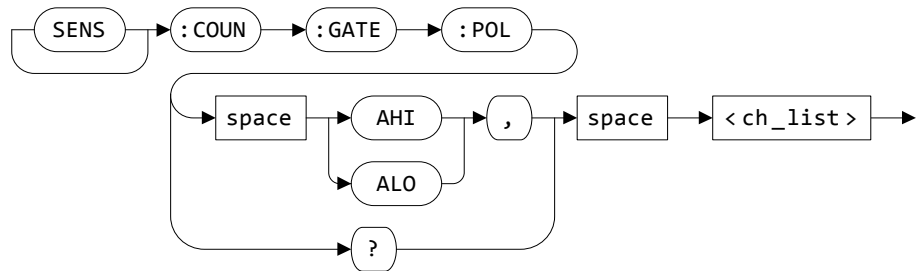 SENS :COUN :GATE :POL
space AHI , space <ch_list>
ALO
?